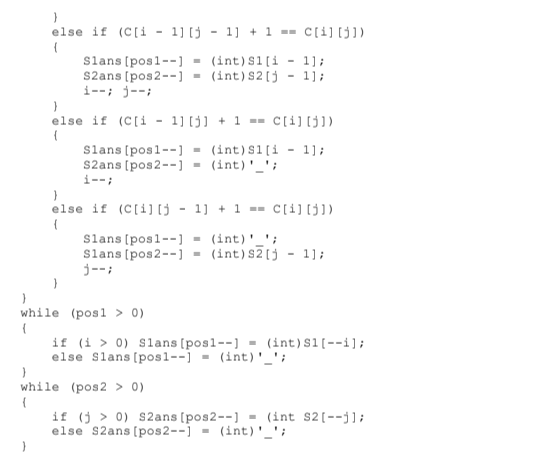 }
    else if (C[i - 1][j - 1] + 1 == C[i][j])
    {
        S1ans[pos1--] = (int)S1[i - 1];
        S2ans[pos2--] = (int)S2[j - 1];
        i--; j--;
    }
    else if (C[i - 1][j] + 1 == C[i][j])
    {
        S1ans[pos1--] = (int)S1[i - 1];
        S2ans[pos2--] = (int)'_';
        i--;
    }
    else if (C[i][j - 1] + 1 == C[i][j])
    {
        S1ans[pos1--] = (int)'_';
        S1ans[pos2--] = (int)S2[j - 1];
        j--;
    }
}
while (pos1 > 0)
{
    if (i > 0) S1ans[pos1--] = (int)S1[--i];
    else S1ans[pos1--] = (int)'_';
}
while (pos2 > 0)
{
    if (j > 0) S2ans[pos2--] = (int S2[--j];
    else S2ans[pos2--] = (int)'_';
}